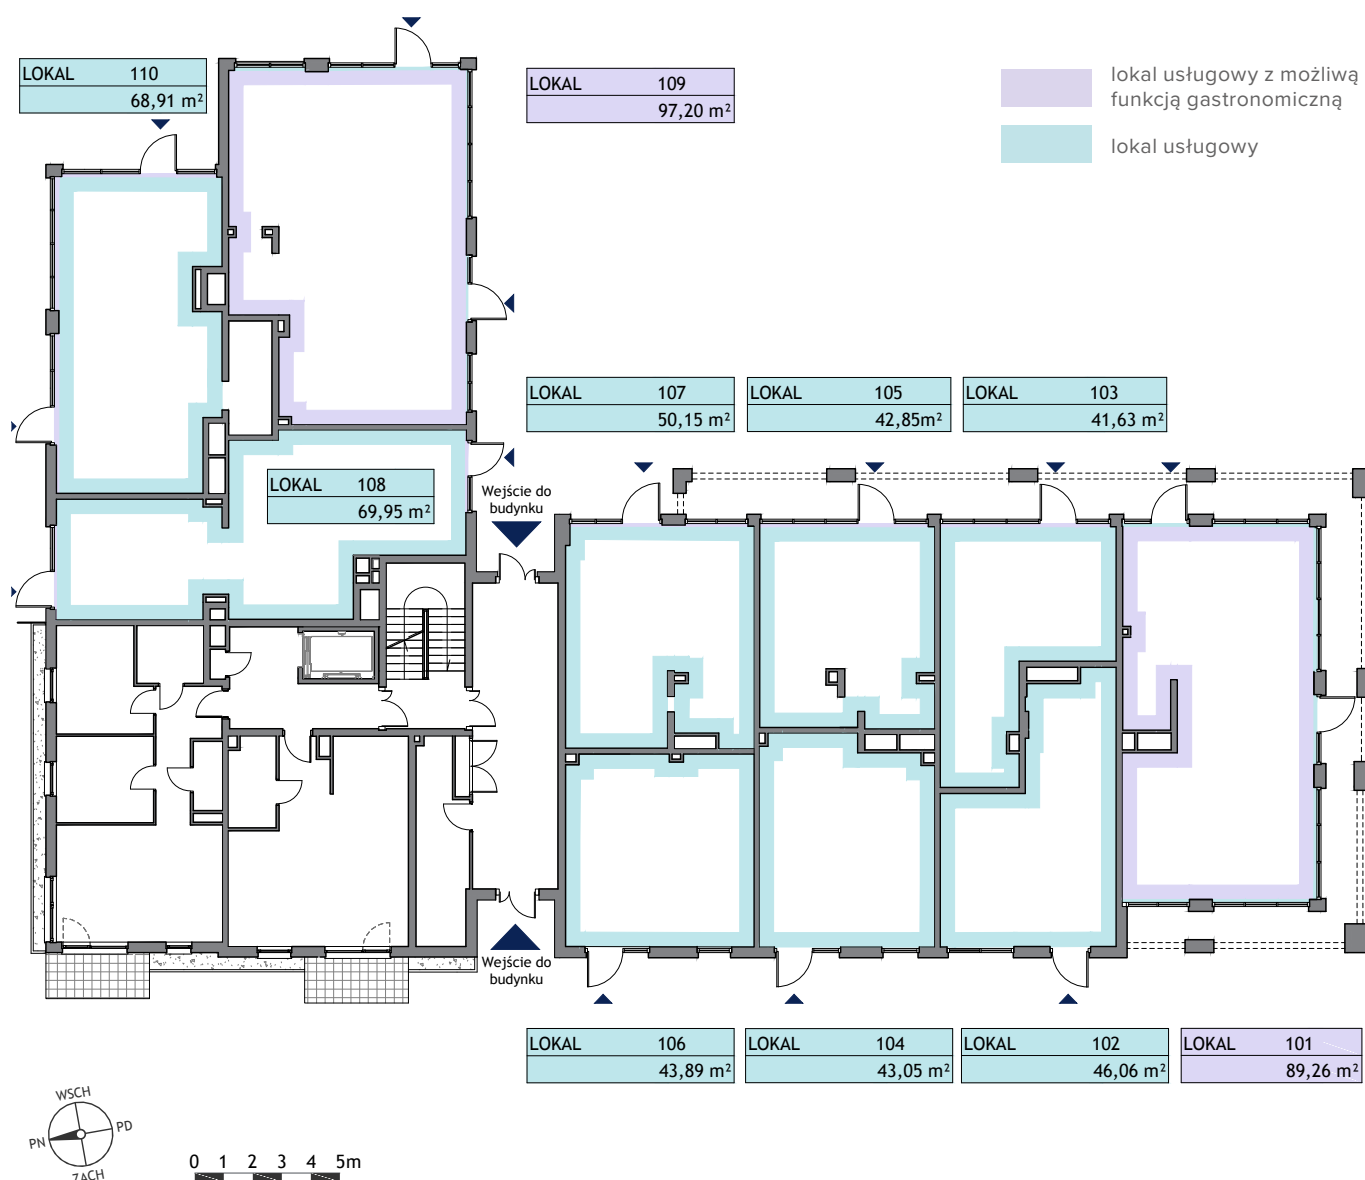 LOKAL 110
68,91 m²
LOKAL 109
97,20 m²
lokal usługowy z możliwą
funkcją gastronomiczną
lokal usługowy
LOKAL 107
50,15 m²
LOKAL 105
42,85m²
LOKAL 103
41,63 m²
LOKAL 108
69,95 m²
Wejście do
budynku
Wejście do
budynku
LOKAL 106
43,89 m²
LOKAL 104
43,05 m²
LOKAL 102
46,06 m²
LOKAL 101
89,26 m²
WSCH
PN
PD
ZACH
0 1 2 3 4 5m